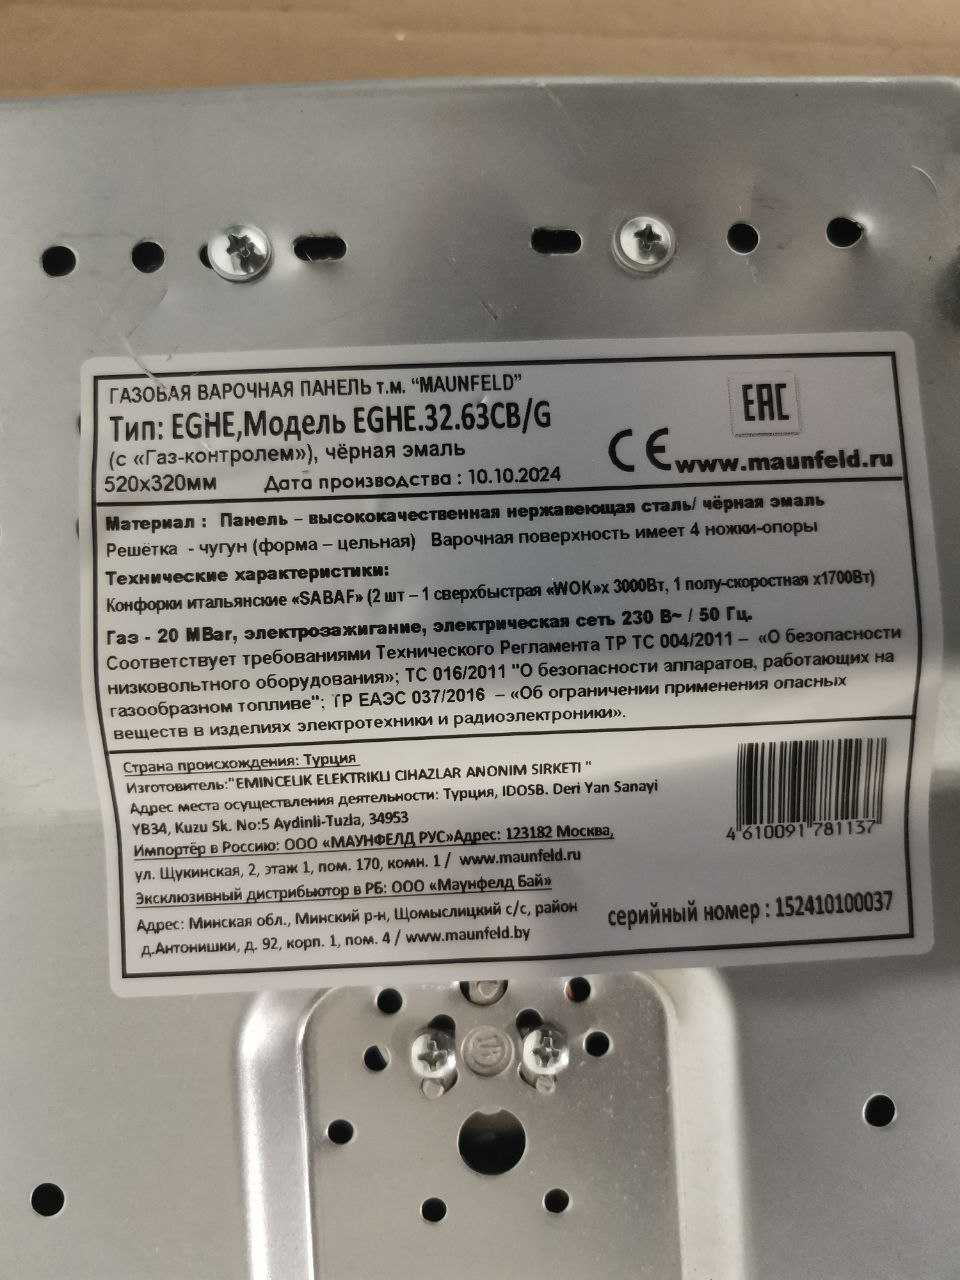 ГАЗОВАЯ ВАРОЧНАЯ ПАНЕЛЬ т.м. “MAUNFELD”
Тип: EGHE,Модель EGHE.32.63CB/G
EAC
(с «Газ-контролем»), чёрная эмаль
CE www.maunfeld.ru
520х320мм Дата производства : 10.10.2024
Материал : Панель – высококачественная нержавеющая сталь/ чёрная эмаль
Решётка - чугун (форма – цельная) Варочная поверхность имеет 4 ножки-опоры
Технические характеристики:
Конфорки итальянские «SABAF» (2 шт – 1 сверхбыстрая «WOK»х 3000Вт, 1 полу-скоростная х1700Вт)
Газ - 20 MBar, электрозажигание, электрическая сеть 230 В~ / 50 Гц.
Соответствует требованиями Технического Регламента ТР ТС 004/2011 – «О безопасности
низковольтного оборудования»; ТС 016/2011 "О безопасности аппаратов, работающих на
газообразном топливе"; ТР ЕАЭС 037/2016 – «Об ограничении применения опасных
веществ в изделиях электротехники и радиоэлектроники».
Страна происхождения: Турция
Изготовитель:"EMINCELIK ELEKTRIKLI CIHAZLAR ANONIM SIRKETI "
Адрес места осуществления деятельности: Турция, IDOSB. Deri Yan Sanayi
YB34, Kuzu Sk. No:5 Aydinli-Tuzla, 34953
Импортёр в Россию: ООО «МАУНФЕЛД РУС»Адрес: 123182 Москва,
ул. Щукинская, 2, этаж 1, пом. 170, комн. 1 / www.maunfeld.ru
Эксклюзивный дистрибьютор в РБ: ООО «Маунфелд Бай»
Адрес: Минская обл., Минский р-н, Щомыслицкий с/с, район
д.Антонишки, д. 92, корп. 1, пом. 4 / www.maunfeld.by
4 610091 781137
серийный номер : 152410100037